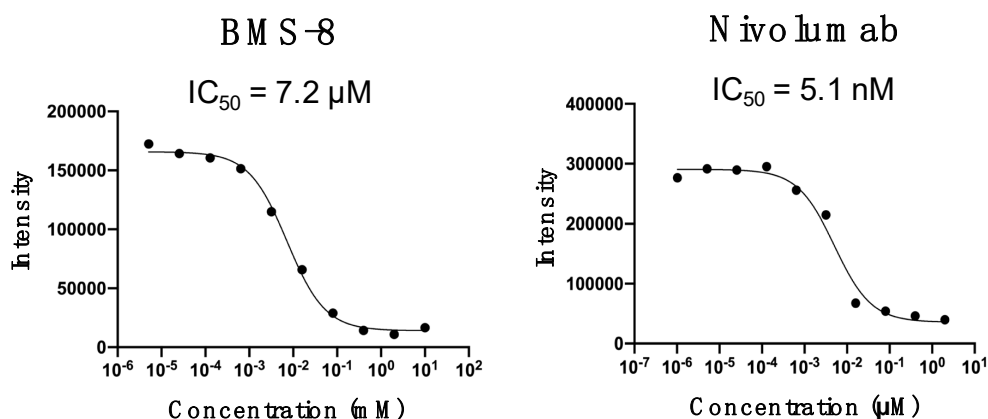 BMS-8
IC50 = 7.2 µM
200000
150000
100000
50000
0
Intensity
10-6 10-5 10-4 10-3 10-2 10-1 100 101 102
Concentration (mM)
Nivolumab
IC50 = 5.1 nM
400000
300000
200000
100000
0
Intensity
10-7 10-6 10-5 10-4 10-3 10-2 10-1 100 101
Concentration (µM)